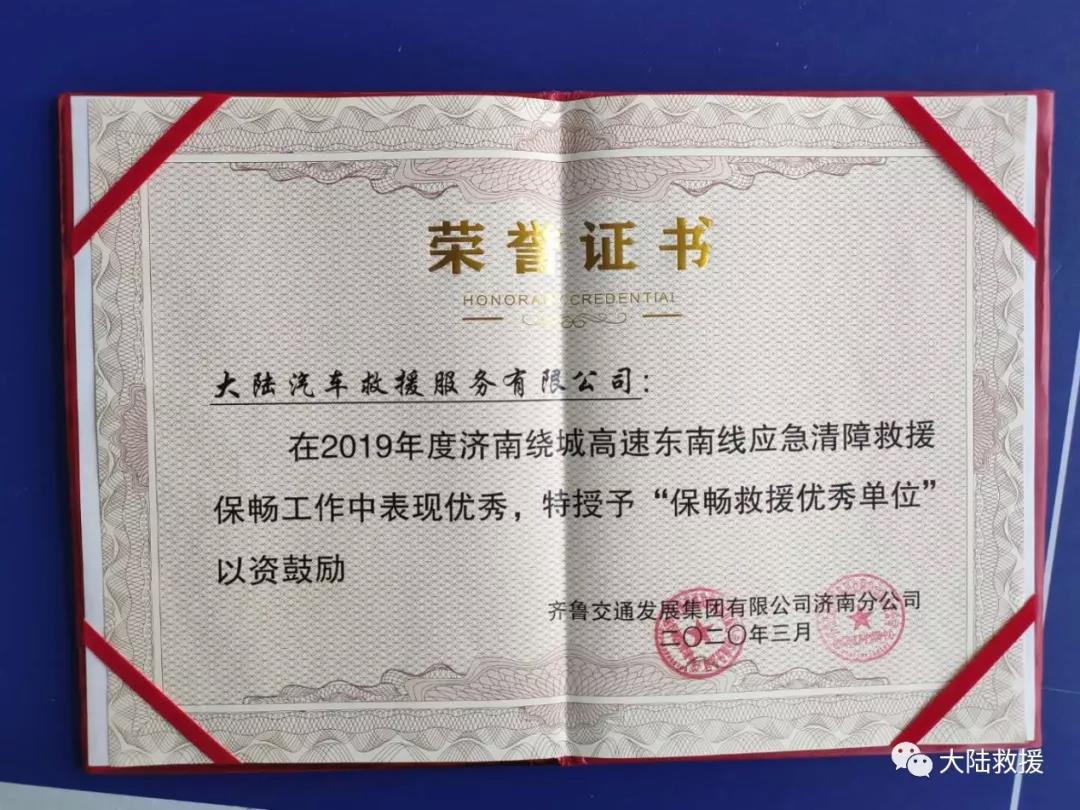 荣誉证书
HONORARY CREDENTIAL
大陆汽车救援服务有限公司：
在2019年度济南绕城高速东南线应急清障救援
保畅工作中表现优秀，特授予“保畅救援优秀单位”
以资鼓励
齐鲁交通发展集团有限公司济南分公司
二〇二〇年三月
大陆救援